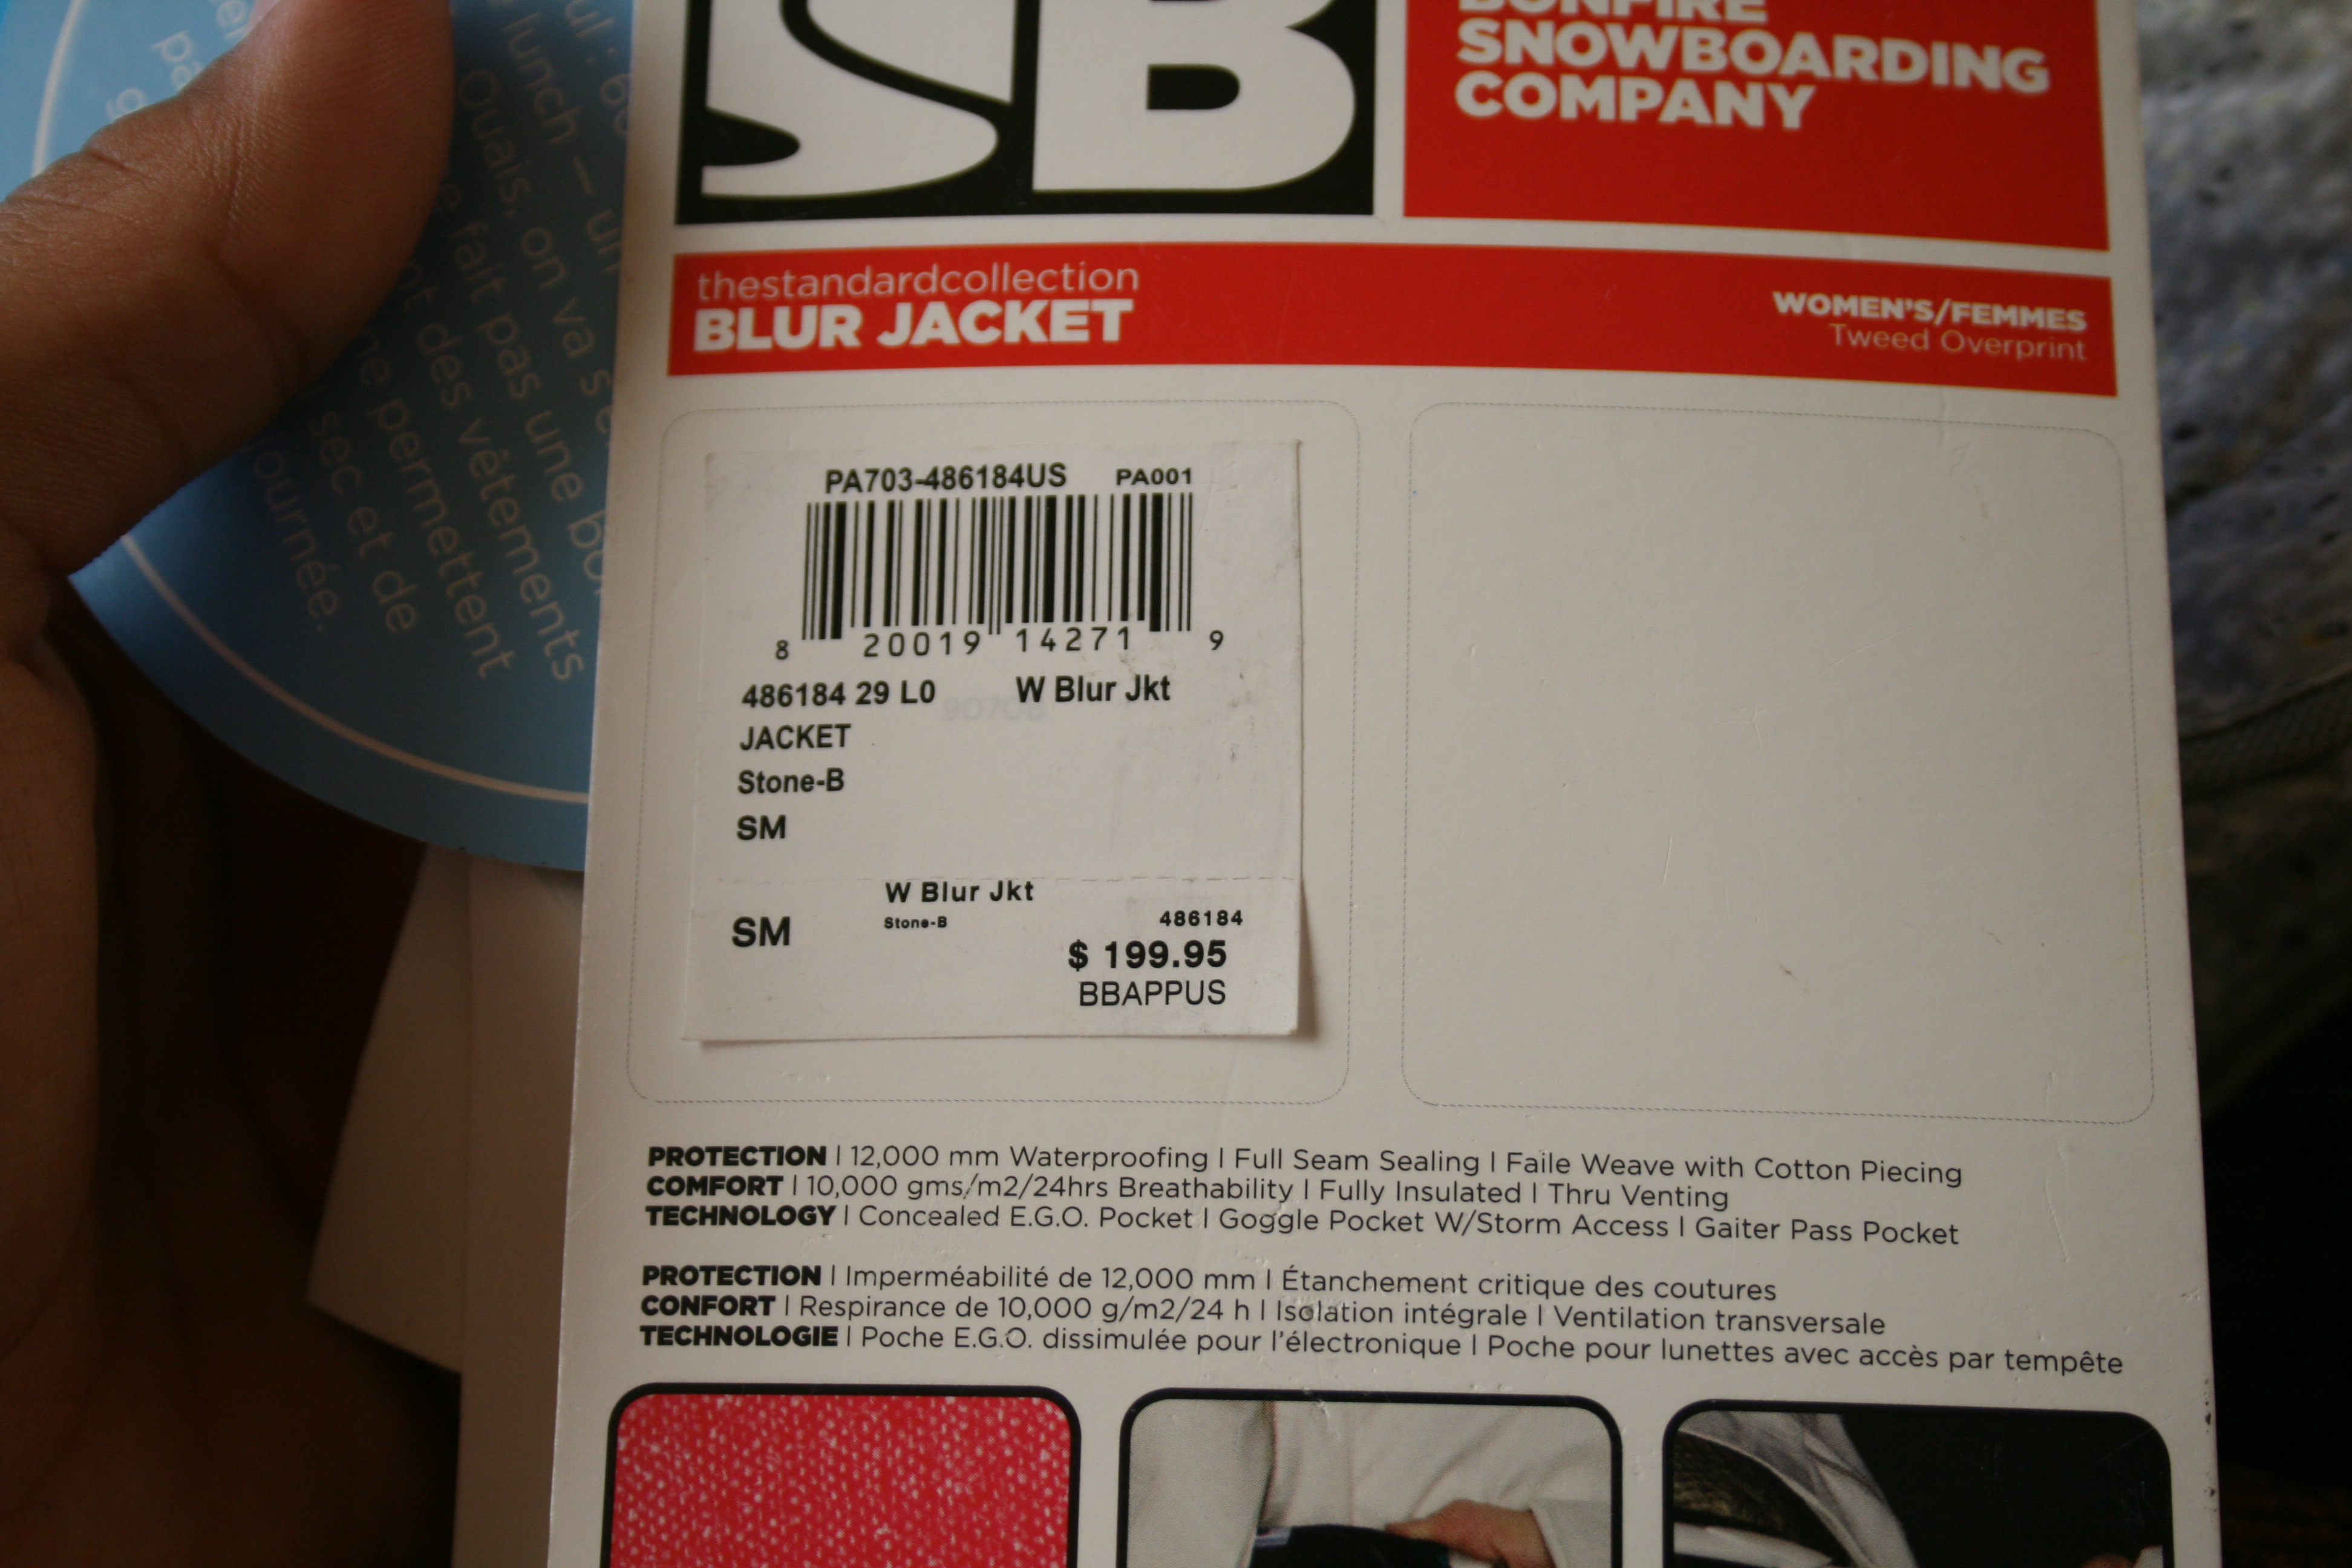 SB
BONFIRE
SNOWBOARDING
COMPANY
thestandardcollection
BLUR JACKET
WOMEN'S/FEMMES
Tweed Overprint
PA703-486184US PA001
8 20019 14271 9
486184 29 L0 W Blur Jkt
JACKET
Stone-B
SM
W Blur Jkt
SM Stone-B 486184
$ 199.95
BBAPPUS
PROTECTION | 12,000 mm Waterproofing | Full Seam Sealing | Faile Weave with Cotton Piecing
COMFORT | 10,000 gms/m2/24hrs Breathability | Fully Insulated | Thru Venting
TECHNOLOGY | Concealed E.G.O. Pocket | Goggle Pocket W/Storm Access | Gaiter Pass Pocket
PROTECTION | Imperméabilité de 12,000 mm | Étanchement critique des coutures
CONFORT | Respirance de 10,000 g/m2/24 h | Isolation intégrale | Ventilation transversale
TECHNOLOGIE | Poche E.G.O. dissimulée pour l'électronique | Poche pour lunettes avec accès par tempête
lunch –
Ouais, on va
fait pas une
des vêtements
permettent
sec et de
journée.